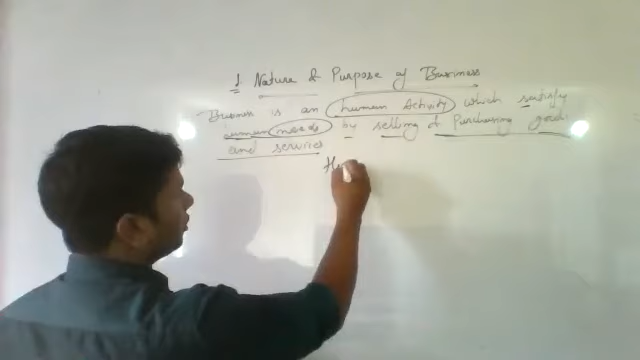 1 Nature & Purpose of Business
Business is an human Activity which satisfy
human needs by selling & Purchasing goods
and services
H